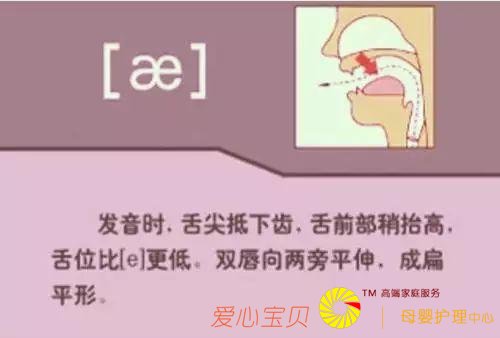 [æ]
发音时，舌尖抵下齿，舌前部稍抬高，
舌位比[e]更低。双唇向两旁平伸，成扁
平形。
爱心宝贝
TM 高端家庭服务
母婴护理中心